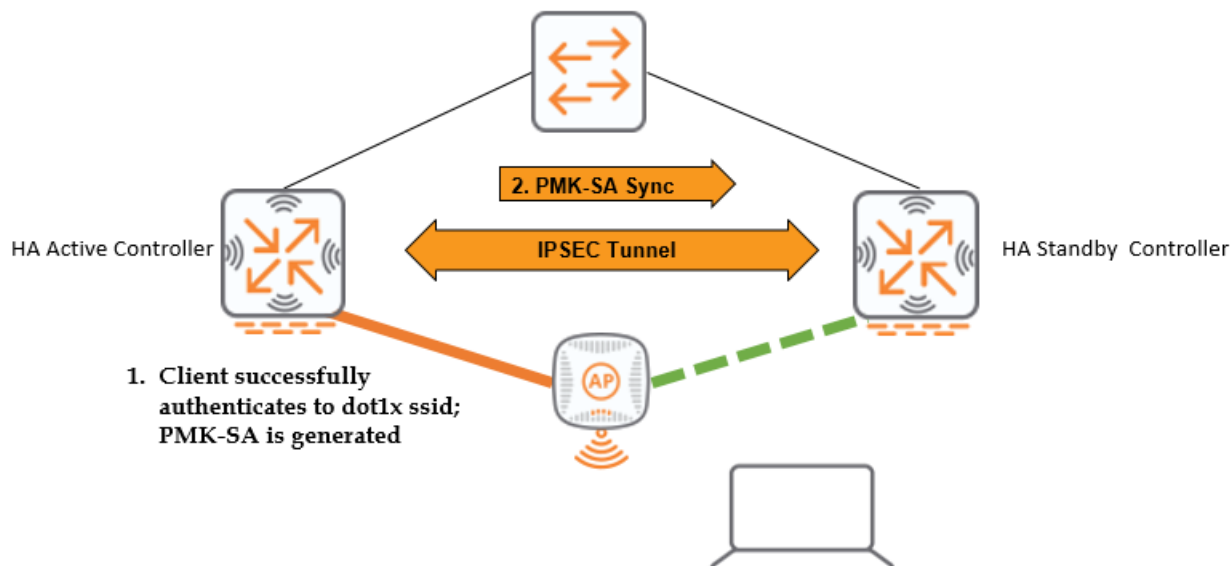 2. PMK-SA Sync
HA Active Controller
IPSEC Tunnel
HA Standby Controller
AP
1. Client successfully
authenticates to dot1x ssid;
PMK-SA is generated